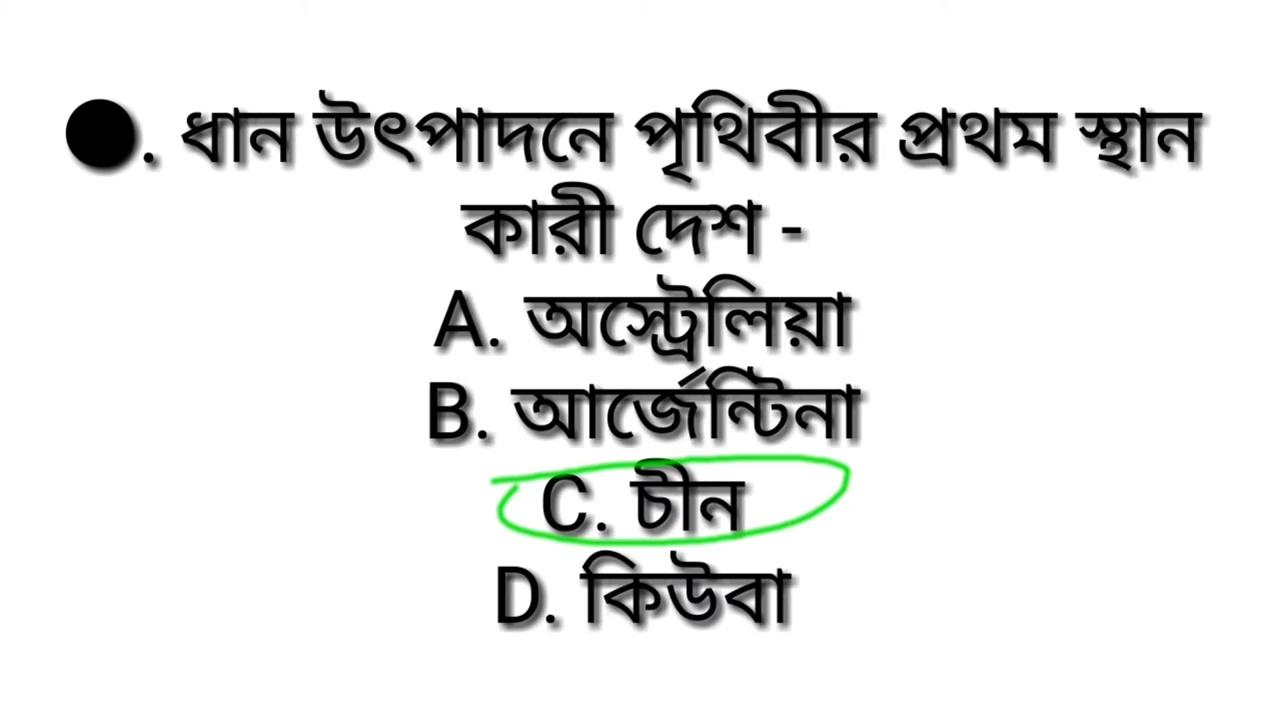 ●. ধান উৎপাদনে পৃথিবীর প্রথম স্থান
কারী দেশ -
A. অস্ট্রেলিয়া
B. আর্জেন্টিনা
C. চীন
D. কিউবা